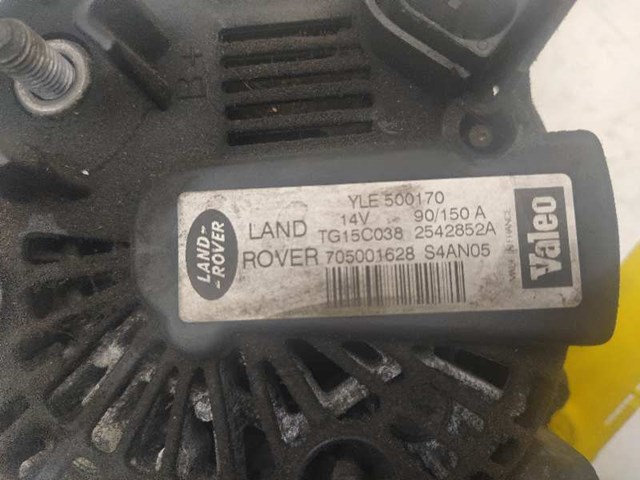 B+
YLE 500170
14V 90/150 A
LAND TG15C038 2542852A
ROVER 705001628 S4AN05
LAND-
ROVER
MADE IN FRANCE
Valeo